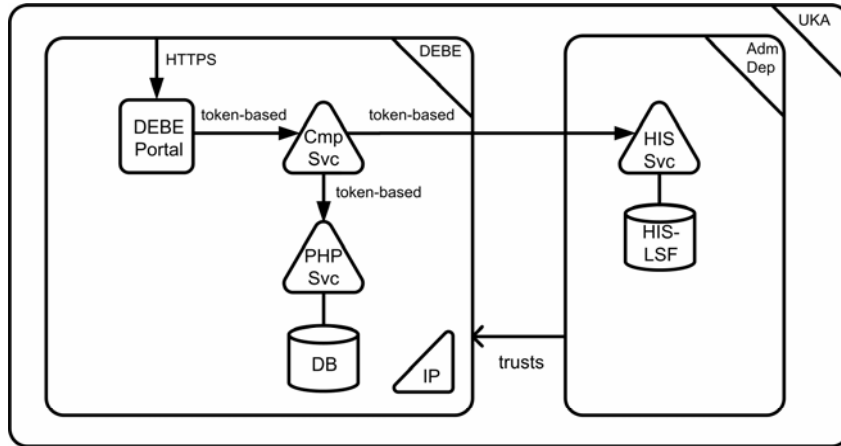 UKA
DEBE
Adm
Dep
HTTPS
token-based
token-based
DEBE
Portal
Cmp
Svc
HIS
Svc
token-based
HIS-
LSF
PHP
Svc
DB
IP
trusts